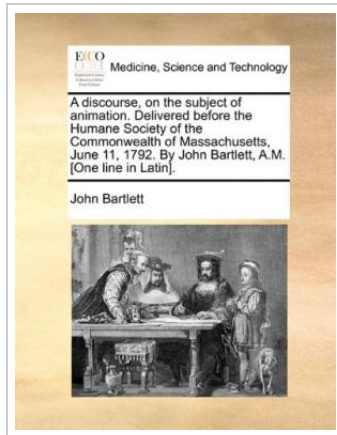 ECCO
Medicine, Science and Technology
A discourse, on the subject of
animation. Delivered before the
Humane Society of the
Commonwealth of Massachusetts,
June 11, 1792. By John Bartlett, A.M.
[One line in Latin].
John Bartlett